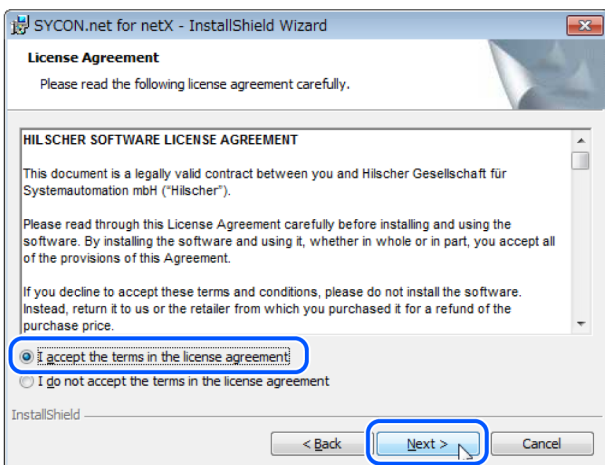 SYCON.net for netX - InstallShield Wizard
License Agreement
Please read the following license agreement carefully.
HILSCHER SOFTWARE LICENSE AGREEMENT
This document is a legally valid contract between you and Hilscher Gesellschaft für
Systemautomation mbH ("Hilscher").
Please read through this License Agreement carefully before installing and using the
software. By installing the software and using it, whether in whole or in part, you accept all
of the provisions of this Agreement.
If you decline to accept these terms and conditions, please do not install the software.
Instead, return it to us or the retailer from which you purchased it for a refund of the
purchase price.
I accept the terms in the license agreement
I do not accept the terms in the license agreement
InstallShield
< Back
Next >
Cancel